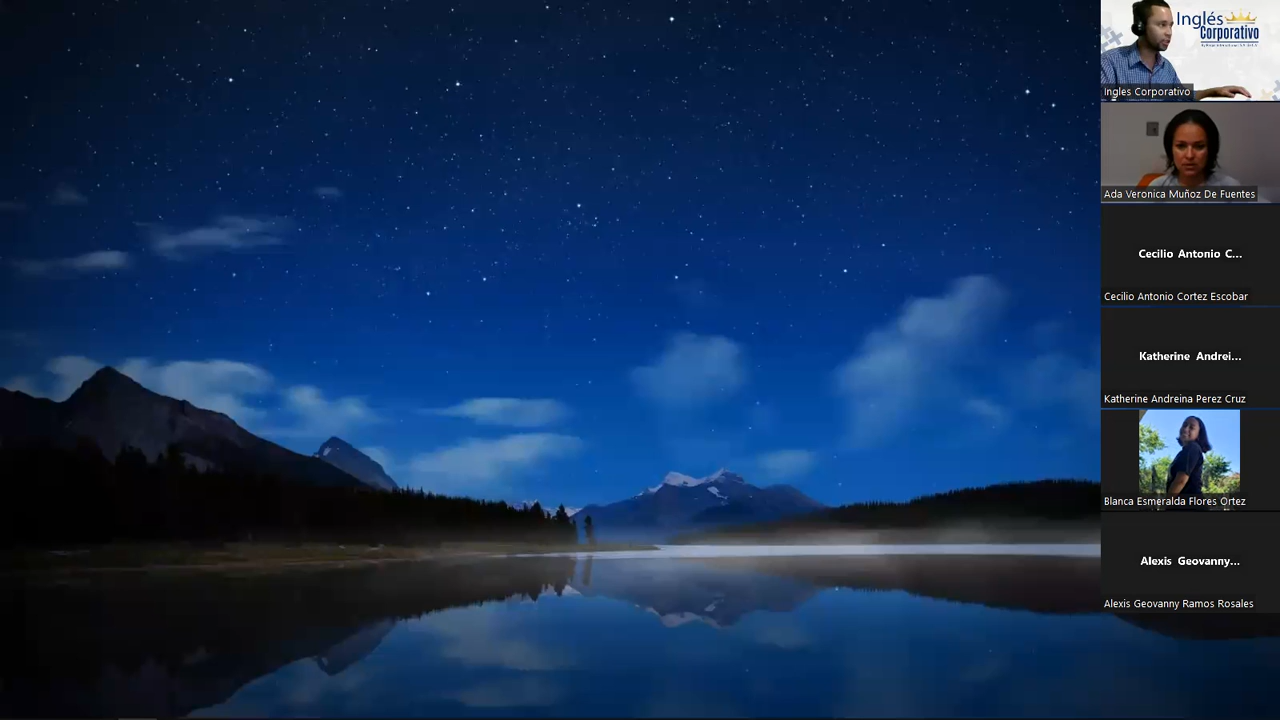 Inglés
Corporativo
Ingles Corporativo
Ada Veronica Muñoz De Fuentes
Cecilio Antonio C...
Cecilio Antonio Cortez Escobar
Katherine Andrei...
Katherine Andreina Perez Cruz
Blanca Esmeralda Flores Ortez
Alexis Geovanny...
Alexis Geovanny Ramos Rosales